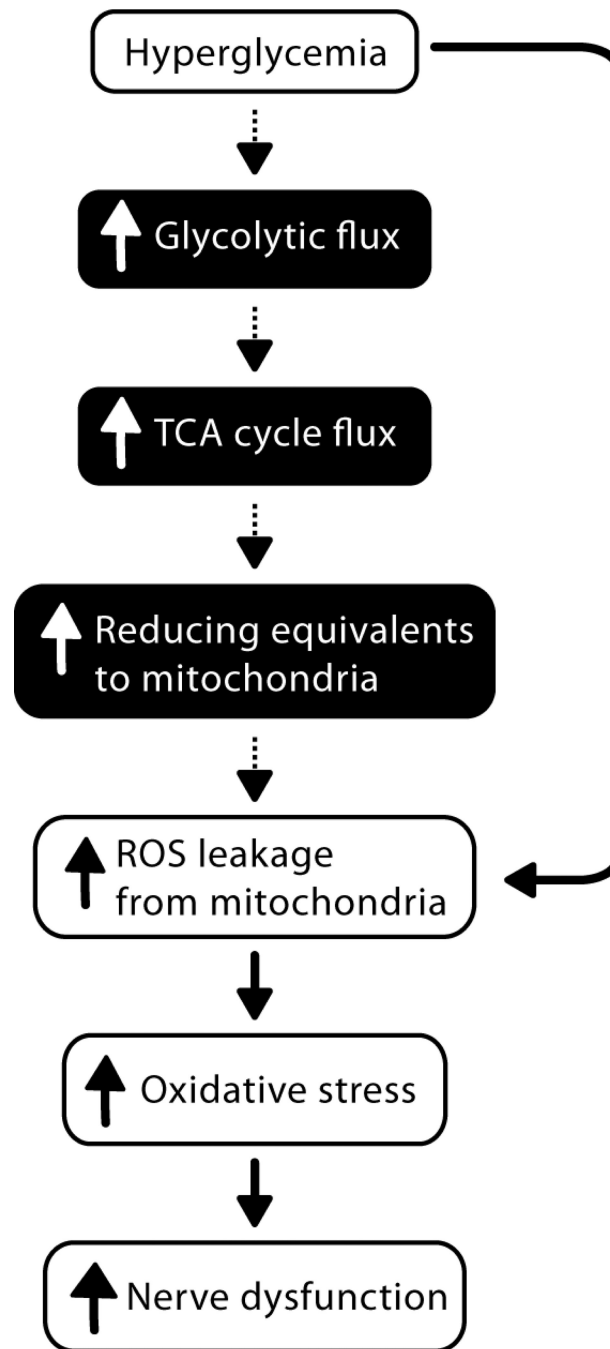 Hyperglycemia
Glycolytic flux
TCA cycle flux
Reducing equivalents
to mitochondria
ROS leakage
from mitochondria
Oxidative stress
Nerve dysfunction